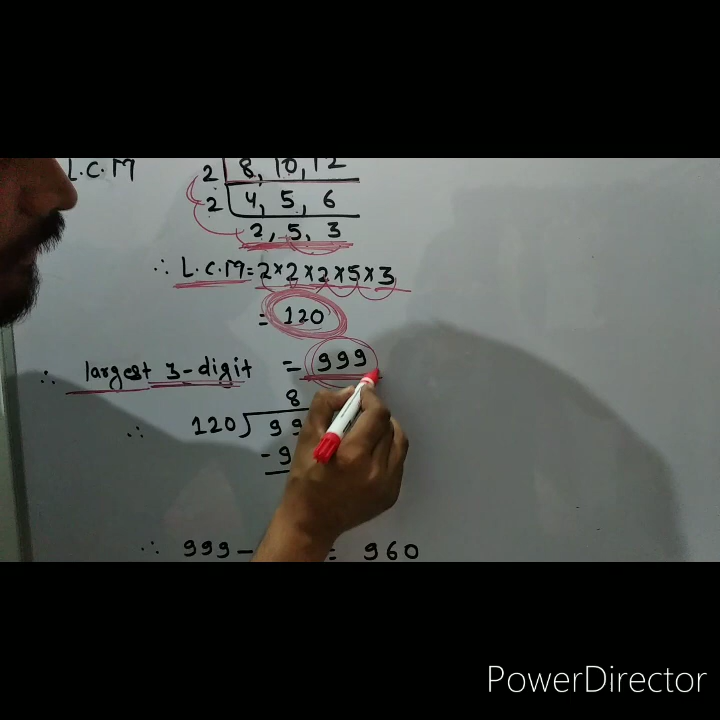 L.C.M
2 8, 10, 12
2 4, 5, 6
2, 5, 3
∴ L.C.M = 2×2×2×5×3
= 120
∴ largest 3-digit = 999
8
∴ 120) 99
- 9
∴ 999 - = 960
PowerDirector